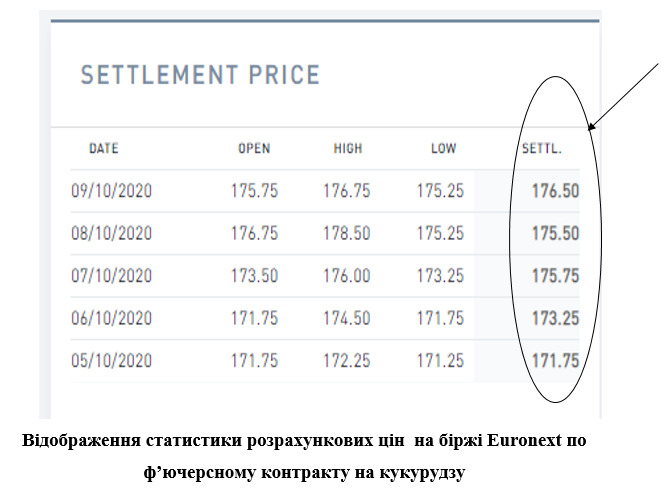 SETTLEMENT PRICE
DATE OPEN HIGH LOW SETTL.
09/10/2020 175.75 176.75 175.25 176.50
08/10/2020 176.75 178.50 175.25 175.50
07/10/2020 173.50 176.00 173.25 175.75
06/10/2020 171.75 174.50 171.75 173.25
05/10/2020 171.75 172.25 171.25 171.75
Відображення статистики розрахункових цін на біржі Euronext по
ф’ючерсному контракту на кукурудзу